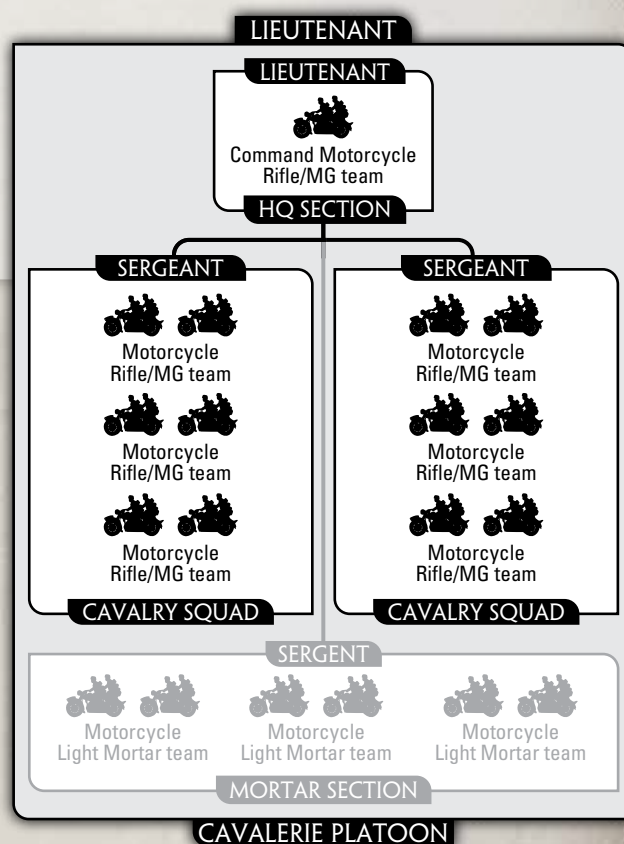 LIEUTENANT
LIEUTENANT
Command Motorcycle
Rifle/MG team
HQ SECTION
SERGEANT
Motorcycle
Rifle/MG team
Motorcycle
Rifle/MG team
Motorcycle
Rifle/MG team
CAVALRY SQUAD
SERGEANT
Motorcycle
Rifle/MG team
Motorcycle
Rifle/MG team
Motorcycle
Rifle/MG team
CAVALRY SQUAD
SERGENT
Motorcycle
Light Mortar team
Motorcycle
Light Mortar team
Motorcycle
Light Mortar team
MORTAR SECTION
CAVALERIE PLATOON